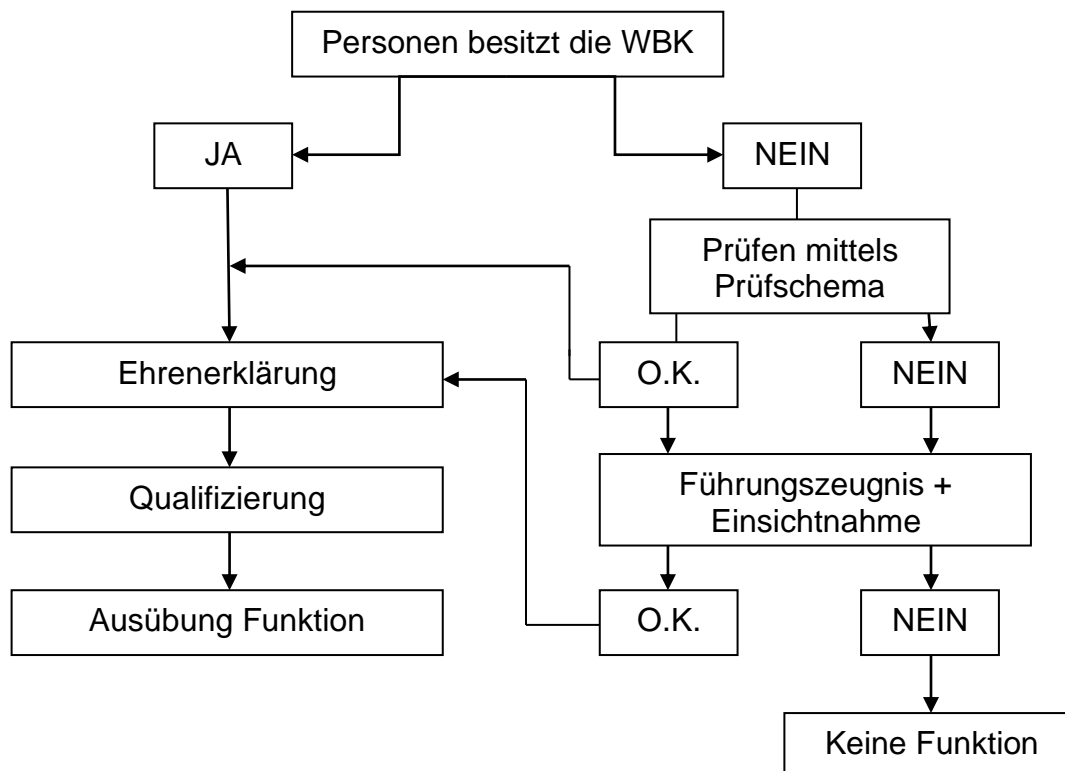 Personen besitzt die WBK
JA
NEIN
Prüfen mittels
Prüfschema
Ehrenerklärung
O.K.
NEIN
Qualifizierung
Führungszeugnis +
Einsichtnahme
Ausübung Funktion
O.K.
NEIN
Keine Funktion